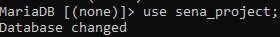 MariaDB [(none)]> use sena_project;
Database changed